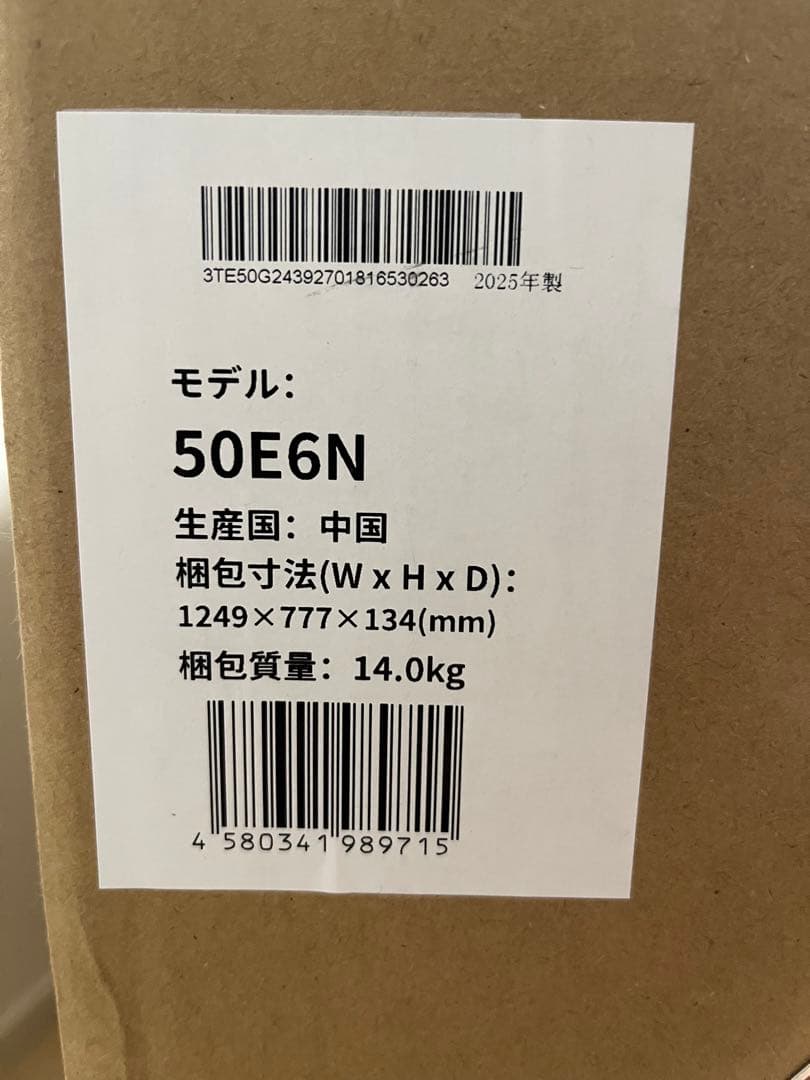 3TE50G24392701816530263 2025年製
モデル：
50E6N
生産国：中国
梱包寸法(W x H x D)：
1249×777×134(mm)
梱包質量：14.0kg
4 580341 989715